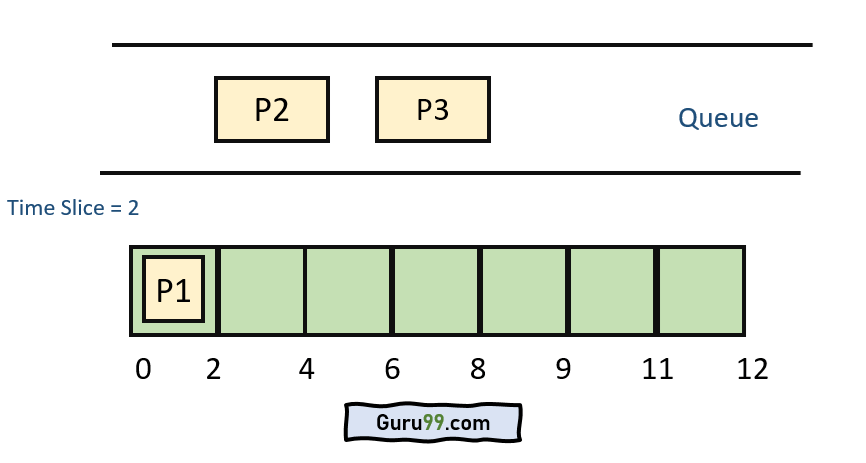 P2 P3 Queue
Time Slice = 2
P1
0 2 4 6 8 9 11 12
Guru99.com